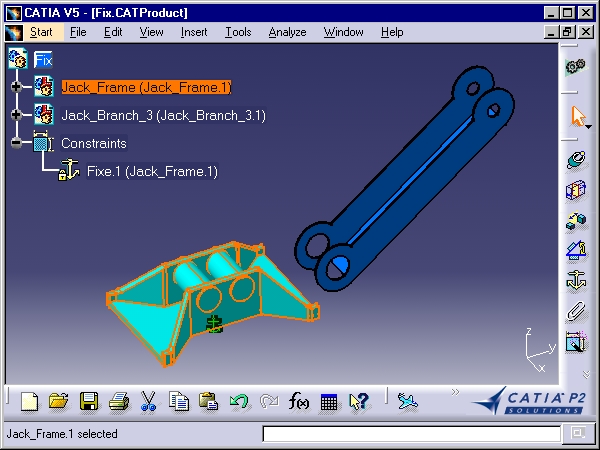 CATIA V5 - [Fix.CATProduct]
Start File Edit View Insert Tools Analyze Window Help
Fix
Jack_Frame (Jack_Frame.1)
Jack_Branch_3 (Jack_Branch_3.1)
Constraints
Fixe.1 (Jack_Frame.1)
z
y
x
f(x)
CATIA P2
SOLUTIONS
Jack_Frame.1 selected